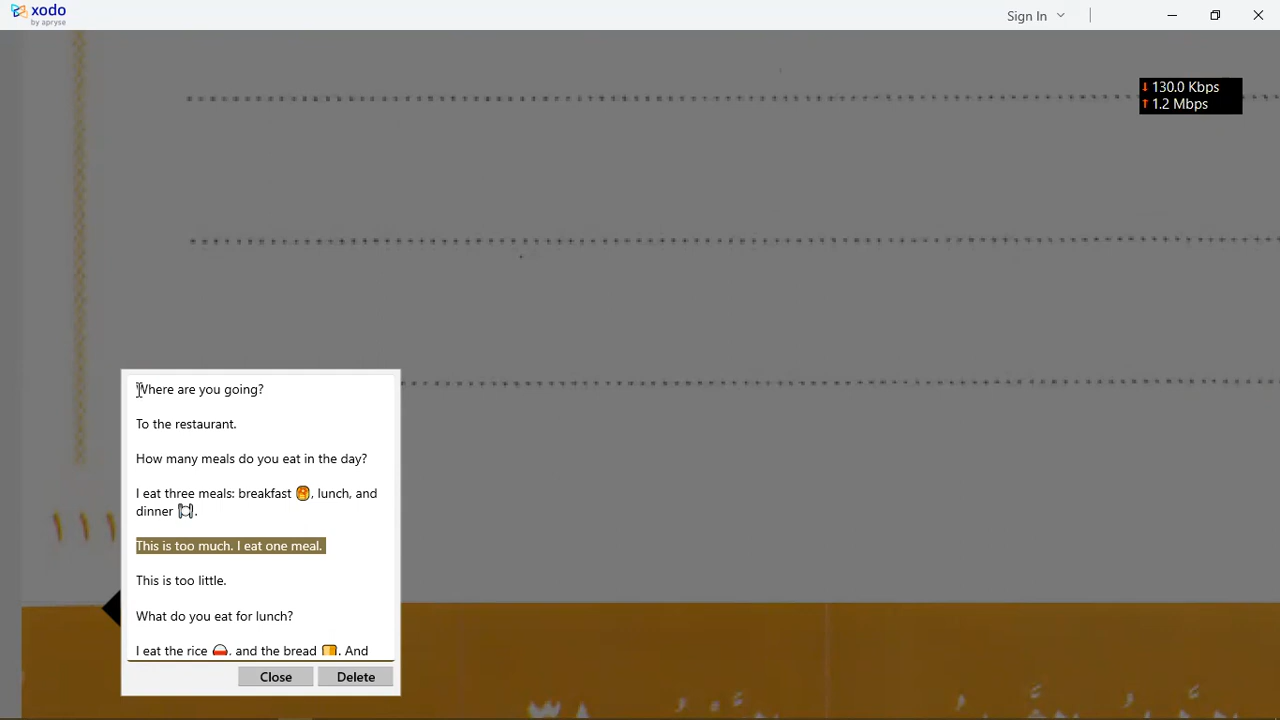 xodo
by apryse
Sign In
↓ 130.0 Kbps
↑ 1.2 Mbps
Where are you going?
To the restaurant.
How many meals do you eat in the day?
I eat three meals: breakfast 🥞, lunch, and
dinner 🍽.
This is too much. I eat one meal.
This is too little.
What do you eat for lunch?
I eat the rice 🍚, and the bread 🍞. And
Close
Delete
١١١